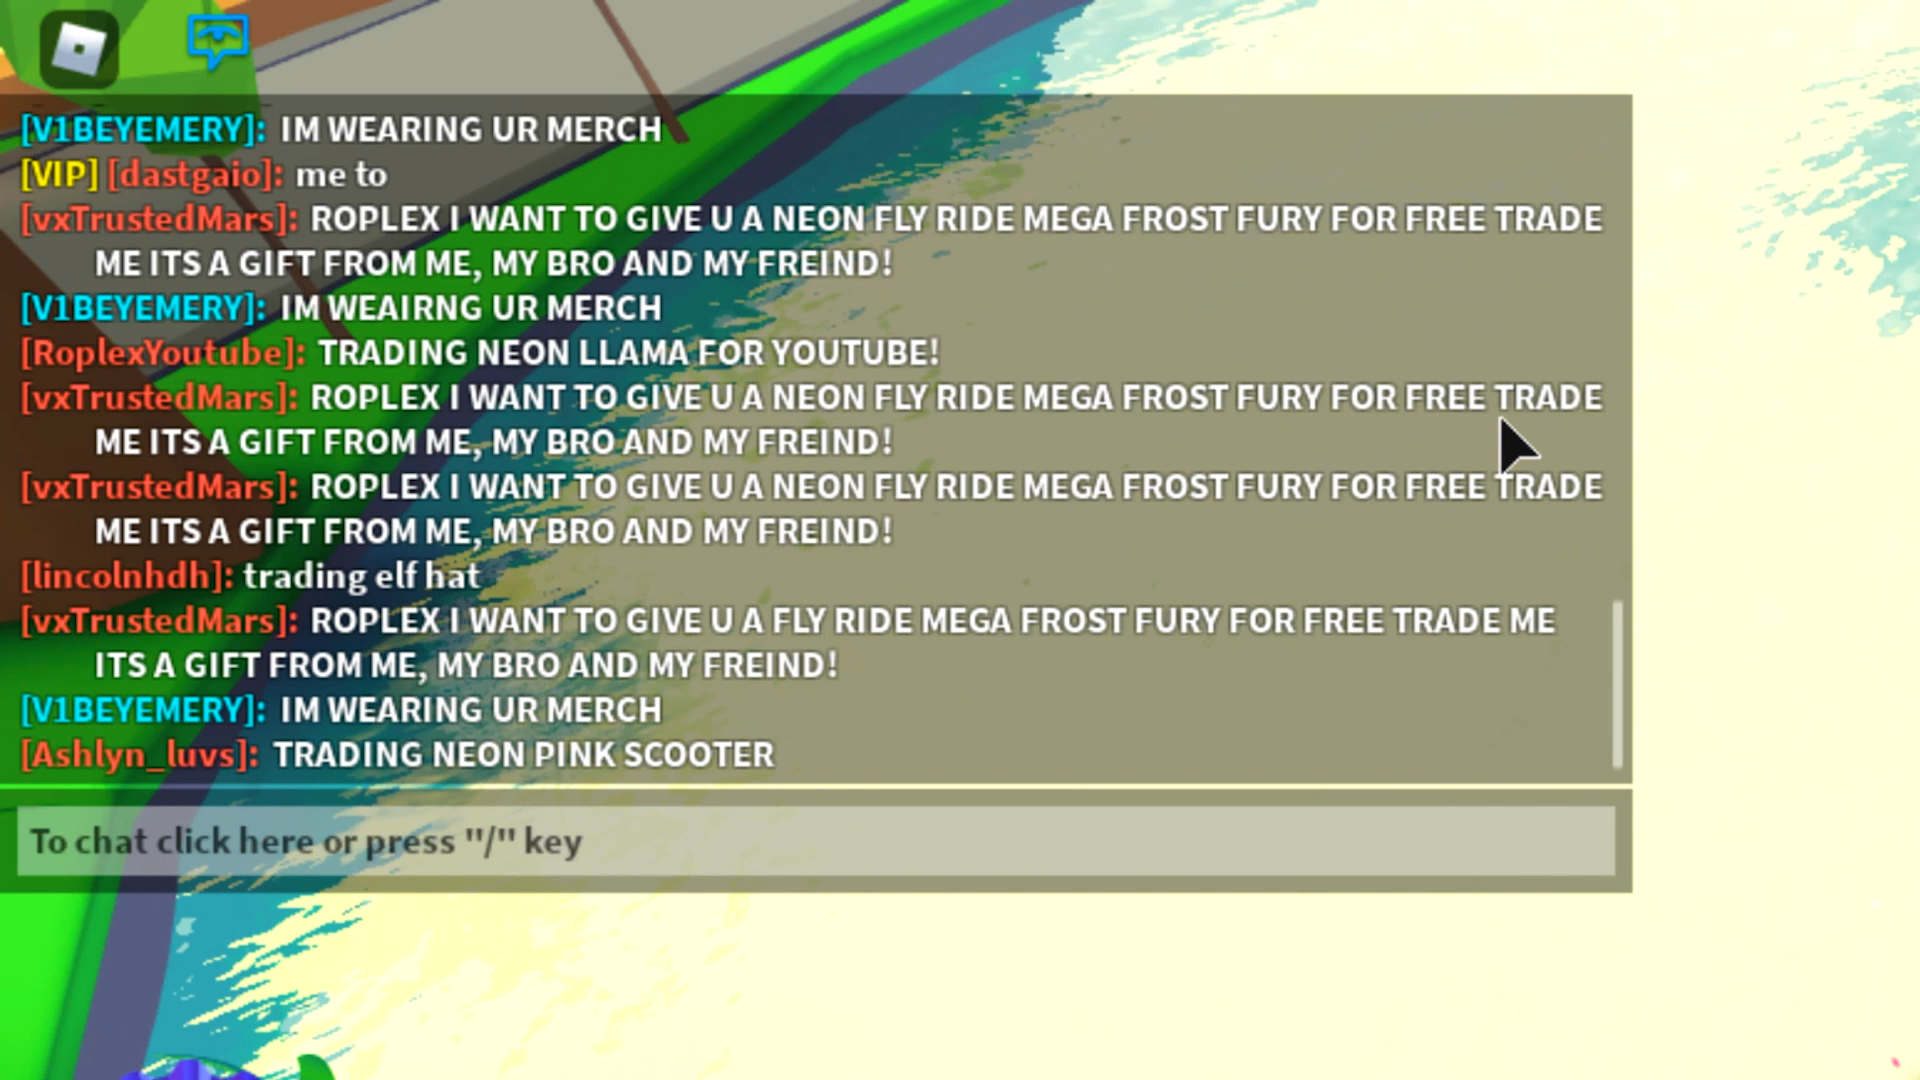 [V1BEYEMERY]: IM WEARING UR MERCH
[VIP] [dastgaio]: me to
[vxTrustedMars]: ROPLEX I WANT TO GIVE U A NEON FLY RIDE MEGA FROST FURY FOR FREE TRADE
ME ITS A GIFT FROM ME, MY BRO AND MY FREIND!
[V1BEYEMERY]: IM WEAIRNG UR MERCH
[RoplexYoutube]: TRADING NEON LLAMA FOR YOUTUBE!
[vxTrustedMars]: ROPLEX I WANT TO GIVE U A NEON FLY RIDE MEGA FROST FURY FOR FREE TRADE
ME ITS A GIFT FROM ME, MY BRO AND MY FREIND!
[vxTrustedMars]: ROPLEX I WANT TO GIVE U A NEON FLY RIDE MEGA FROST FURY FOR FREE TRADE
ME ITS A GIFT FROM ME, MY BRO AND MY FREIND!
[lincolnhdh]: trading elf hat
[vxTrustedMars]: ROPLEX I WANT TO GIVE U A FLY RIDE MEGA FROST FURY FOR FREE TRADE ME
ITS A GIFT FROM ME, MY BRO AND MY FREIND!
[V1BEYEMERY]: IM WEARING UR MERCH
[Ashlyn_luvs]: TRADING NEON PINK SCOOTER
To chat click here or press "/" key